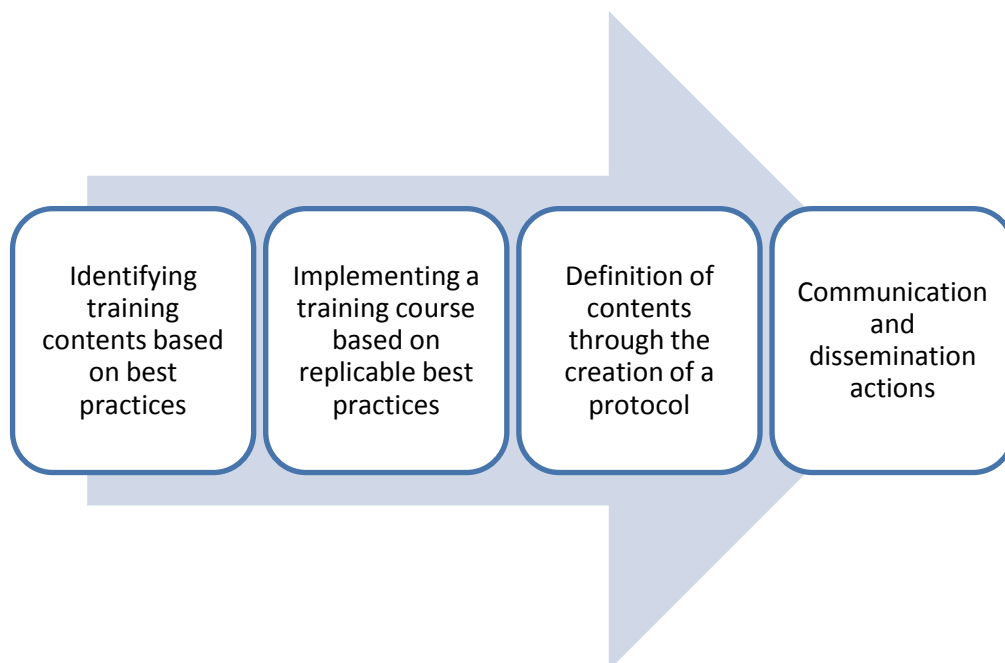 Identifying
training
contents based
on best
practices
Implementing a
training course
based on
replicable best
practices
Definition of
contents
through the
creation of a
protocol
Communication
and
dissemination
actions